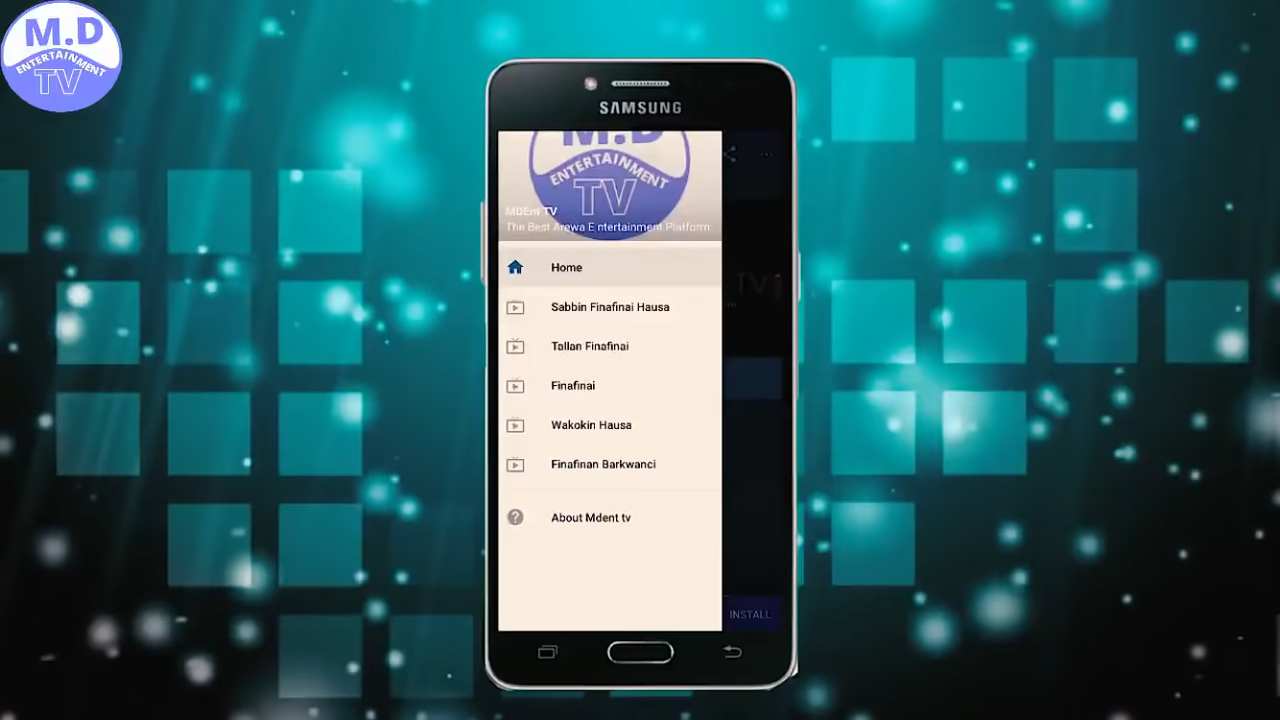 M.D
ENTERTAINMENT
TV
SAMSUNG
M.D
ENTERTAINMENT
TV
MDEnt TV
The Best Arewa Entertainment Platform
Home
Sabbin Finafinai Hausa
Tallan Finafinai
Finafinai
Wakokin Hausa
Finafinan Barkwanci
About Mdent tv
TV
INSTALL